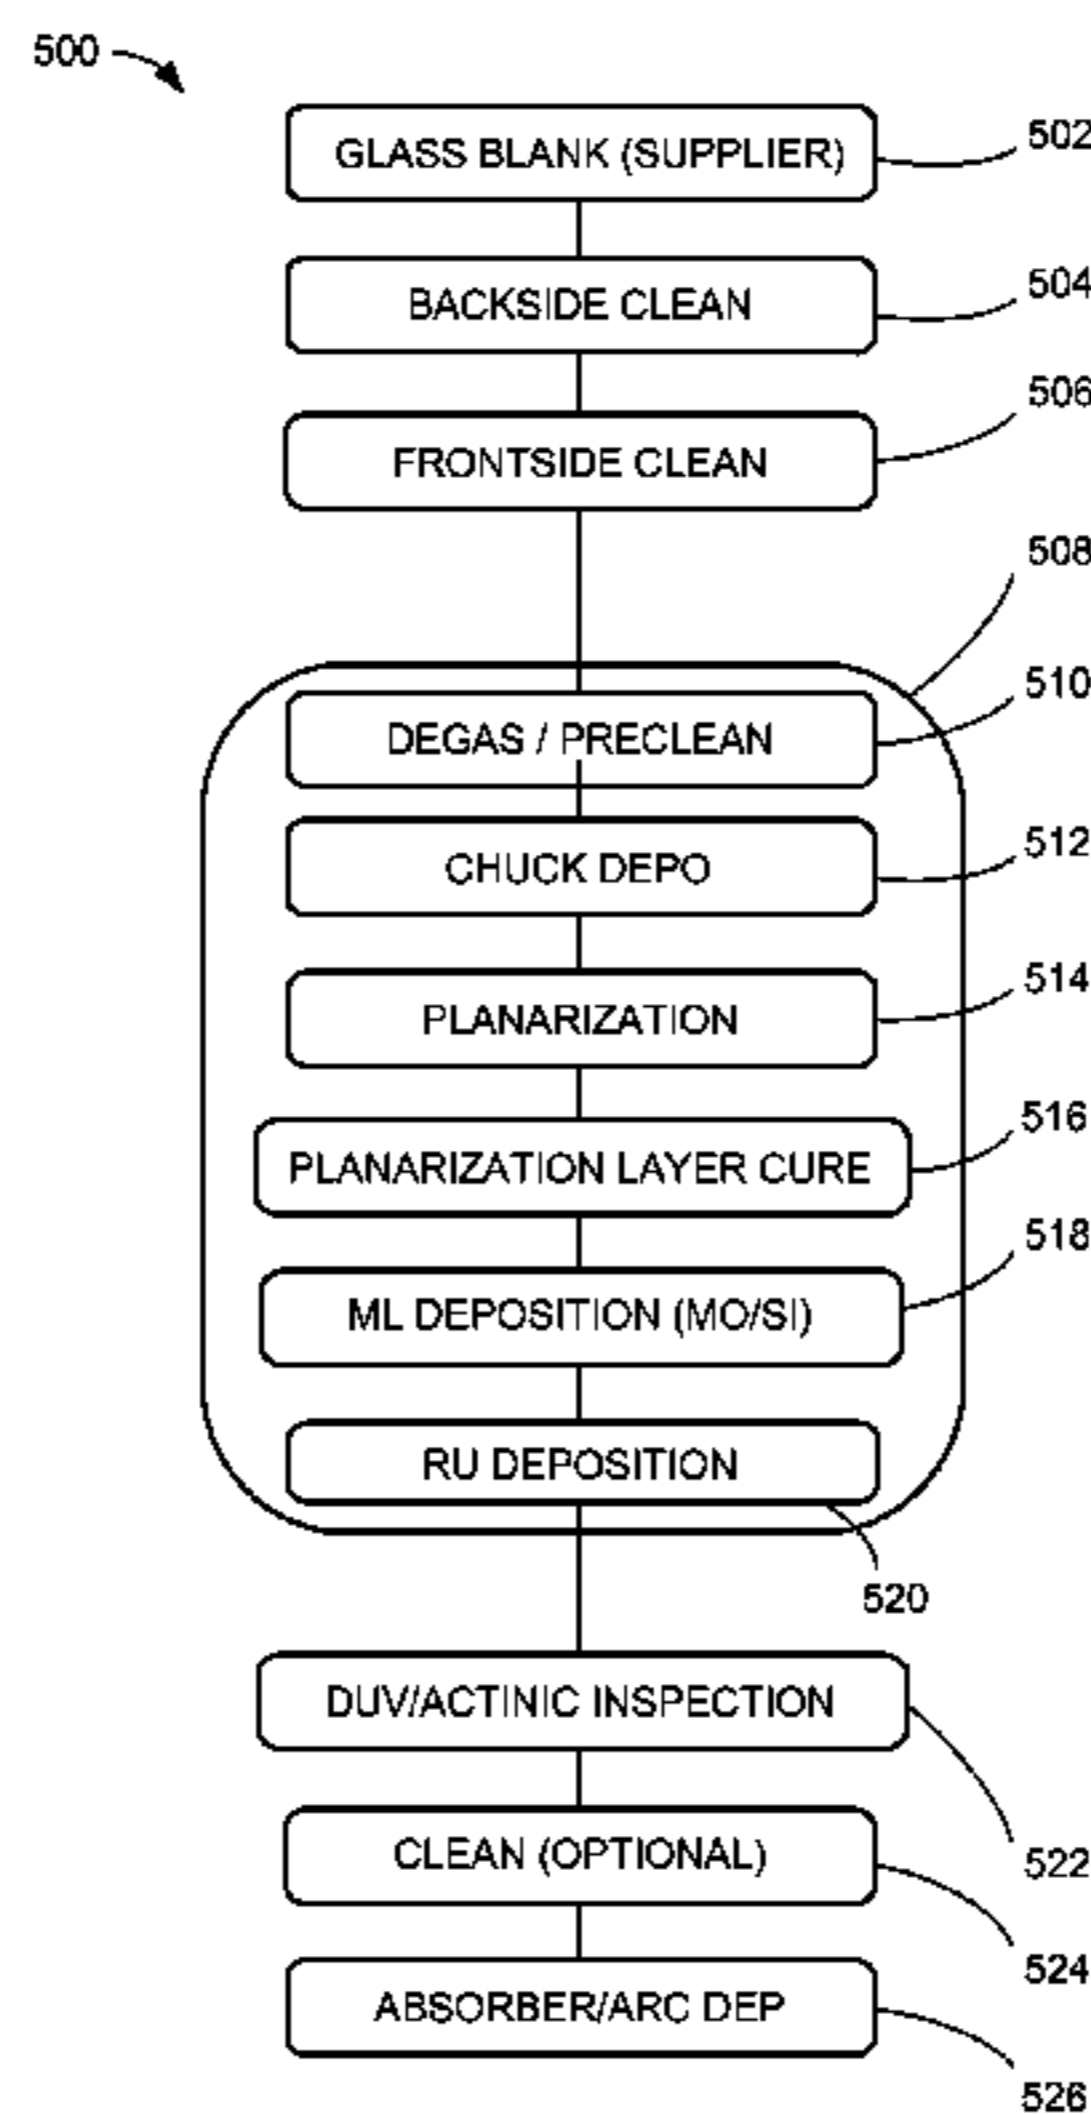 500
GLASS BLANK (SUPPLIER)
502
BACKSIDE CLEAN
504
FRONTSIDE CLEAN
506
508
DEGAS / PRECLEAN
510
CHUCK DEPO
512
PLANARIZATION
514
PLANARIZATION LAYER CURE
516
ML DEPOSITION (MO/SI)
518
RU DEPOSITION
520
DUV/ACTINIC INSPECTION
522
CLEAN (OPTIONAL)
524
ABSORBER/ARC DEP
526